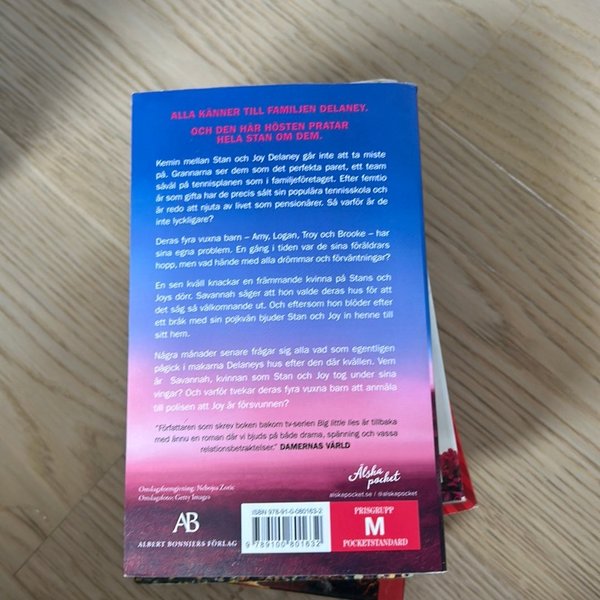 ALLA KÄNNER TILL FAMILJEN DELANEY.
OCH DEN HÄR HÖSTEN PRATAR
HELA STAN OM DEM.
Kemin mellan Stan och Joy Delaney går inte att ta miste
på. Grannarna ser dem som det perfekta paret, ett team
såväl på tennisplanen som i familjeföretaget. Efter femtio
år som gifta har de precis sålt sin populära tennisskola och
är redo att njuta av livet som pensionärer. Så varför är de
inte lyckligare?
Deras fyra vuxna barn – Amy, Logan, Troy och Brooke – har
sina egna problem. En gång i tiden var de sina föräldrars
hopp, men vad hände med alla drömmar och förväntningar?
En sen kväll knackar en främmande kvinna på Stans och
Joys dörr. Savannah säger att hon valde deras hus för att
det såg så välkomnande ut. Och eftersom hon blöder efter
ett bråk med sin pojkvän bjuder Stan och Joy in henne till
sitt hem.
Några månader senare frågar sig alla vad som egentligen
pågick i makarna Delaneys hus efter den där kvällen. Vem
är Savannah, kvinnan som Stan och Joy tog under sina
vingar? Och varför tvekar deras fyra vuxna barn att anmäla
till polisen att Joy är försvunnen?
"Författaren som skrev boken bakom tv-serien Big little lies är tillbaka
med ännu en roman där vi bjuds på både drama, spänning och vassa
relationsbetraktelser." DAMERNAS VÄRLD
Älska
pocket
alskapocket.se / @alskapocket
Omslagsformgivning: Nebojsa Zoric
Omslagsfoto: Getty Images
AB
ALBERT BONNIERS FÖRLAG
ISBN 978-91-0-080163-2
9 789100 801632
PRISGRUPP
M
POCKETSTANDARD